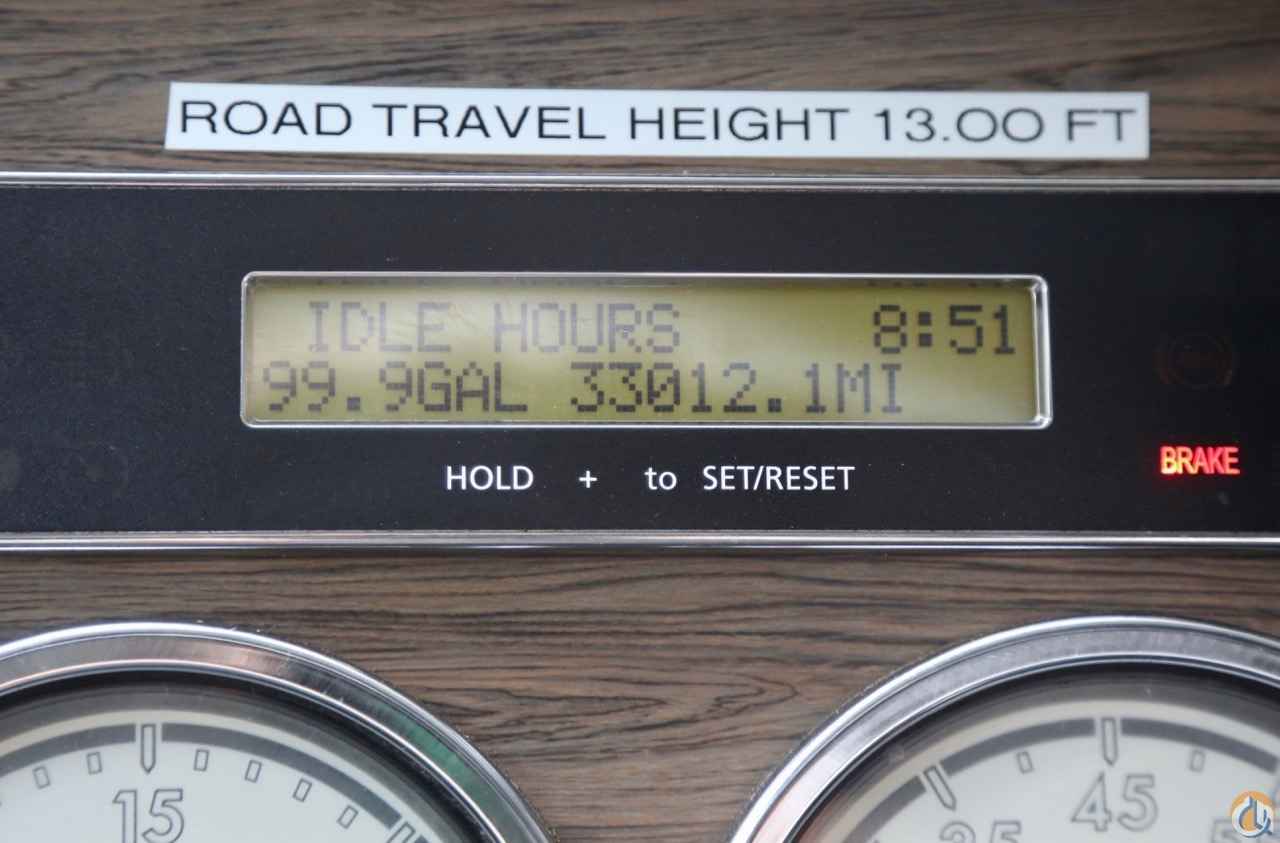 ROAD TRAVEL HEIGHT 13.00 FT
IDLE HOURS 8:51
99.9GAL 33012.1MI
BRAKE
HOLD + to SET/RESET
15
45